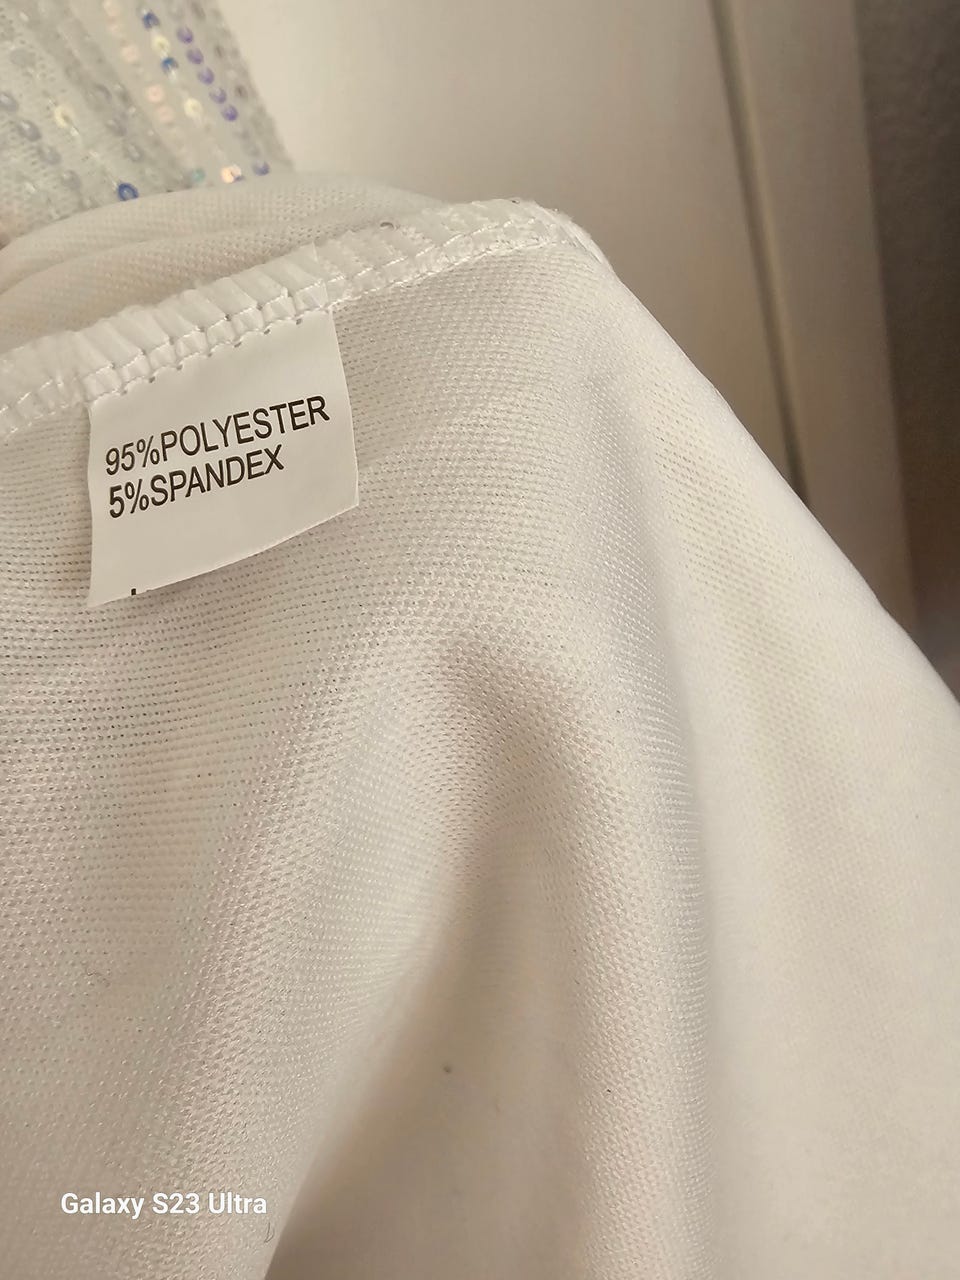 95%POLYESTER
5%SPANDEX
Galaxy S23 Ultra